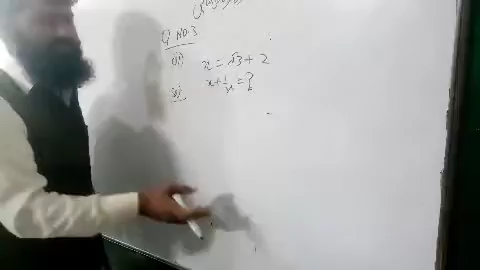 Q NO.3
(ii) x = √3 + 2
x + 1/x = ?